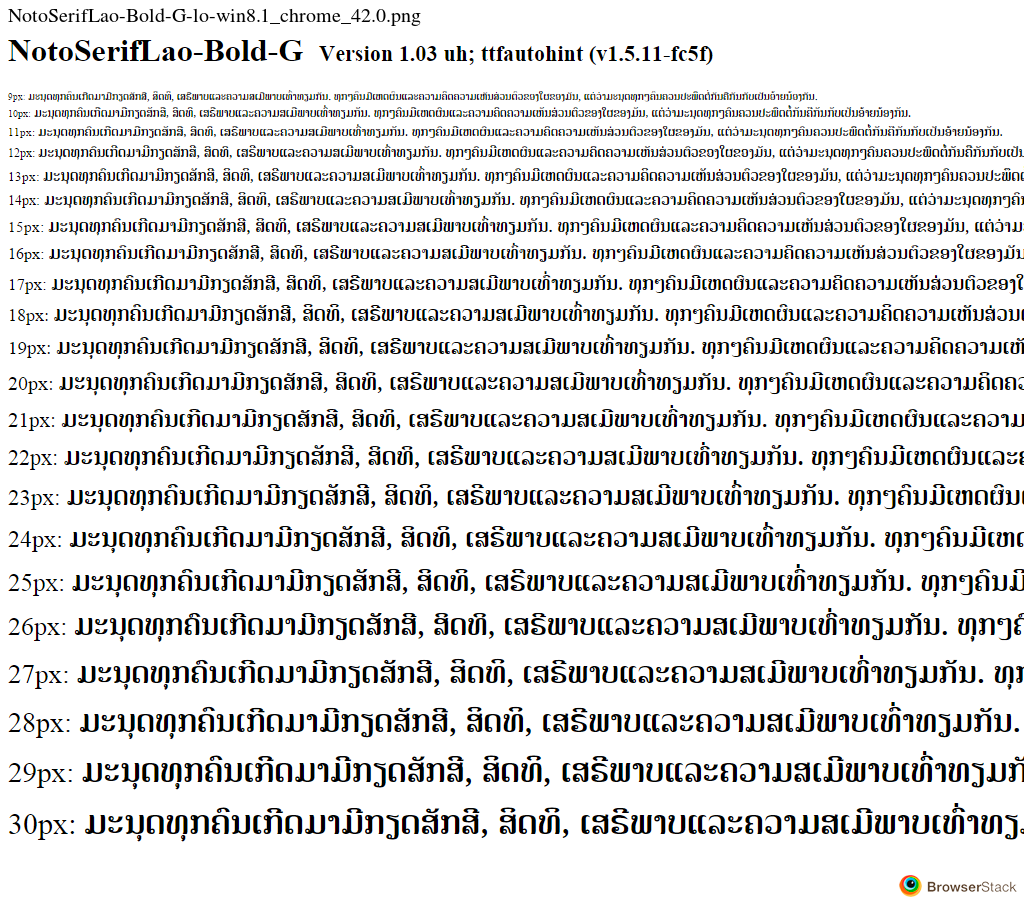 NotoSerifLao-Bold-G-lo-win8.1_chrome_42.0.png
NotoSerifLao-Bold-G Version 1.03 uh; ttfautohint (v1.5.11-fc5f)
9px: ມະນຸດທຸກຄົນເກີດມາມີກຽດສັກສີ, ສິດທິ, ເສຣີພາບແລະຄວາມສເມີພາບເທົ່າທຽມກັນ. ທຸກໆຄົນມີເຫດຜົນແລະຄວາມຄິດຄວາມເຫັນສ່ວນຕົວຂອງໃຜຂອງມັນ, ແຕ່ວ່າມະນຸດທຸກໆຄົນຄວນປະພຶດຕໍ່ກັນຄືກັນກັບເປັນອ້າຍນ້ອງກັນ.
10px: ມະນຸດທຸກຄົນເກີດມາມີກຽດສັກສີ, ສິດທິ, ເສຣີພາບແລະຄວາມສເມີພາບເທົ່າທຽມກັນ. ທຸກໆຄົນມີເຫດຜົນແລະຄວາມຄິດຄວາມເຫັນສ່ວນຕົວຂອງໃຜຂອງມັນ, ແຕ່ວ່າມະນຸດທຸກໆຄົນຄວນປະພຶດຕໍ່ກັນຄືກັນກັບເປັນອ້າຍນ້ອງກັນ.
11px: ມະນຸດທຸກຄົນເກີດມາມີກຽດສັກສີ, ສິດທິ, ເສຣີພາບແລະຄວາມສເມີພາບເທົ່າທຽມກັນ. ທຸກໆຄົນມີເຫດຜົນແລະຄວາມຄິດຄວາມເຫັນສ່ວນຕົວຂອງໃຜຂອງມັນ, ແຕ່ວ່າມະນຸດທຸກໆຄົນຄວນປະພຶດຕໍ່ກັນຄືກັນກັບເປັນອ້າຍນ້ອງກັນ.
12px: ມະນຸດທຸກຄົນເກີດມາມີກຽດສັກສີ, ສິດທິ, ເສຣີພາບແລະຄວາມສເມີພາບເທົ່າທຽມກັນ. ທຸກໆຄົນມີເຫດຜົນແລະຄວາມຄິດຄວາມເຫັນສ່ວນຕົວຂອງໃຜຂອງມັນ, ແຕ່ວ່າມະນຸດທຸກໆຄົນຄວນປະພຶດຕໍ່ກັນຄືກັນກັບເປັ
13px: ມະນຸດທຸກຄົນເກີດມາມີກຽດສັກສີ, ສິດທິ, ເສຣີພາບແລະຄວາມສເມີພາບເທົ່າທຽມກັນ. ທຸກໆຄົນມີເຫດຜົນແລະຄວາມຄິດຄວາມເຫັນສ່ວນຕົວຂອງໃຜຂອງມັນ, ແຕ່ວ່າມະນຸດທຸກໆຄົນຄວນປະພຶດຕໍ່
14px: ມະນຸດທຸກຄົນເກີດມາມີກຽດສັກສີ, ສິດທິ, ເສຣີພາບແລະຄວາມສເມີພາບເທົ່າທຽມກັນ. ທຸກໆຄົນມີເຫດຜົນແລະຄວາມຄິດຄວາມເຫັນສ່ວນຕົວຂອງໃຜຂອງມັນ, ແຕ່ວ່າມະນຸດທຸກໆຄົນ
15px: ມະນຸດທຸກຄົນເກີດມາມີກຽດສັກສີ, ສິດທິ, ເສຣີພາບແລະຄວາມສເມີພາບເທົ່າທຽມກັນ. ທຸກໆຄົນມີເຫດຜົນແລະຄວາມຄິດຄວາມເຫັນສ່ວນຕົວຂອງໃຜຂອງມັນ, ແຕ່ວ່າມ
16px: ມະນຸດທຸກຄົນເກີດມາມີກຽດສັກສີ, ສິດທິ, ເສຣີພາບແລະຄວາມສເມີພາບເທົ່າທຽມກັນ. ທຸກໆຄົນມີເຫດຜົນແລະຄວາມຄິດຄວາມເຫັນສ່ວນຕົວຂອງໃຜຂອງມັນ
17px: ມະນຸດທຸກຄົນເກີດມາມີກຽດສັກສີ, ສິດທິ, ເສຣີພາບແລະຄວາມສເມີພາບເທົ່າທຽມກັນ. ທຸກໆຄົນມີເຫດຜົນແລະຄວາມຄິດຄວາມເຫັນສ່ວນຕົວຂອງໃ
18px: ມະນຸດທຸກຄົນເກີດມາມີກຽດສັກສີ, ສິດທິ, ເສຣີພາບແລະຄວາມສເມີພາບເທົ່າທຽມກັນ. ທຸກໆຄົນມີເຫດຜົນແລະຄວາມຄິດຄວາມເຫັນສ່ວນ
19px: ມະນຸດທຸກຄົນເກີດມາມີກຽດສັກສີ, ສິດທິ, ເສຣີພາບແລະຄວາມສເມີພາບເທົ່າທຽມກັນ. ທຸກໆຄົນມີເຫດຜົນແລະຄວາມຄິດຄວາມເຫັ
20px: ມະນຸດທຸກຄົນເກີດມາມີກຽດສັກສີ, ສິດທິ, ເສຣີພາບແລະຄວາມສເມີພາບເທົ່າທຽມກັນ. ທຸກໆຄົນມີເຫດຜົນແລະຄວາມຄິດຄວ
21px: ມະນຸດທຸກຄົນເກີດມາມີກຽດສັກສີ, ສິດທິ, ເສຣີພາບແລະຄວາມສເມີພາບເທົ່າທຽມກັນ. ທຸກໆຄົນມີເຫດຜົນແລະຄວາມ
22px: ມະນຸດທຸກຄົນເກີດມາມີກຽດສັກສີ, ສິດທິ, ເສຣີພາບແລະຄວາມສເມີພາບເທົ່າທຽມກັນ. ທຸກໆຄົນມີເຫດຜົນແລະຄ
23px: ມະນຸດທຸກຄົນເກີດມາມີກຽດສັກສີ, ສິດທິ, ເສຣີພາບແລະຄວາມສເມີພາບເທົ່າທຽມກັນ. ທຸກໆຄົນມີເຫດຜົນ
24px: ມະນຸດທຸກຄົນເກີດມາມີກຽດສັກສີ, ສິດທິ, ເສຣີພາບແລະຄວາມສເມີພາບເທົ່າທຽມກັນ. ທຸກໆຄົນມີເຫດ
25px: ມະນຸດທຸກຄົນເກີດມາມີກຽດສັກສີ, ສິດທິ, ເສຣີພາບແລະຄວາມສເມີພາບເທົ່າທຽມກັນ. ທຸກໆຄົນມີ
26px: ມະນຸດທຸກຄົນເກີດມາມີກຽດສັກສີ, ສິດທິ, ເສຣີພາບແລະຄວາມສເມີພາບເທົ່າທຽມກັນ. ທຸກໆຄົ
27px: ມະນຸດທຸກຄົນເກີດມາມີກຽດສັກສີ, ສິດທິ, ເສຣີພາບແລະຄວາມສເມີພາບເທົ່າທຽມກັນ. ທຸກ
28px: ມະນຸດທຸກຄົນເກີດມາມີກຽດສັກສີ, ສິດທິ, ເສຣີພາບແລະຄວາມສເມີພາບເທົ່າທຽມກັນ.
29px: ມະນຸດທຸກຄົນເກີດມາມີກຽດສັກສີ, ສິດທິ, ເສຣີພາບແລະຄວາມສເມີພາບເທົ່າທຽມກັ
30px: ມະນຸດທຸກຄົນເກີດມາມີກຽດສັກສີ, ສິດທິ, ເສຣີພາບແລະຄວາມສເມີພາບເທົ່າທຽ
BrowserStack